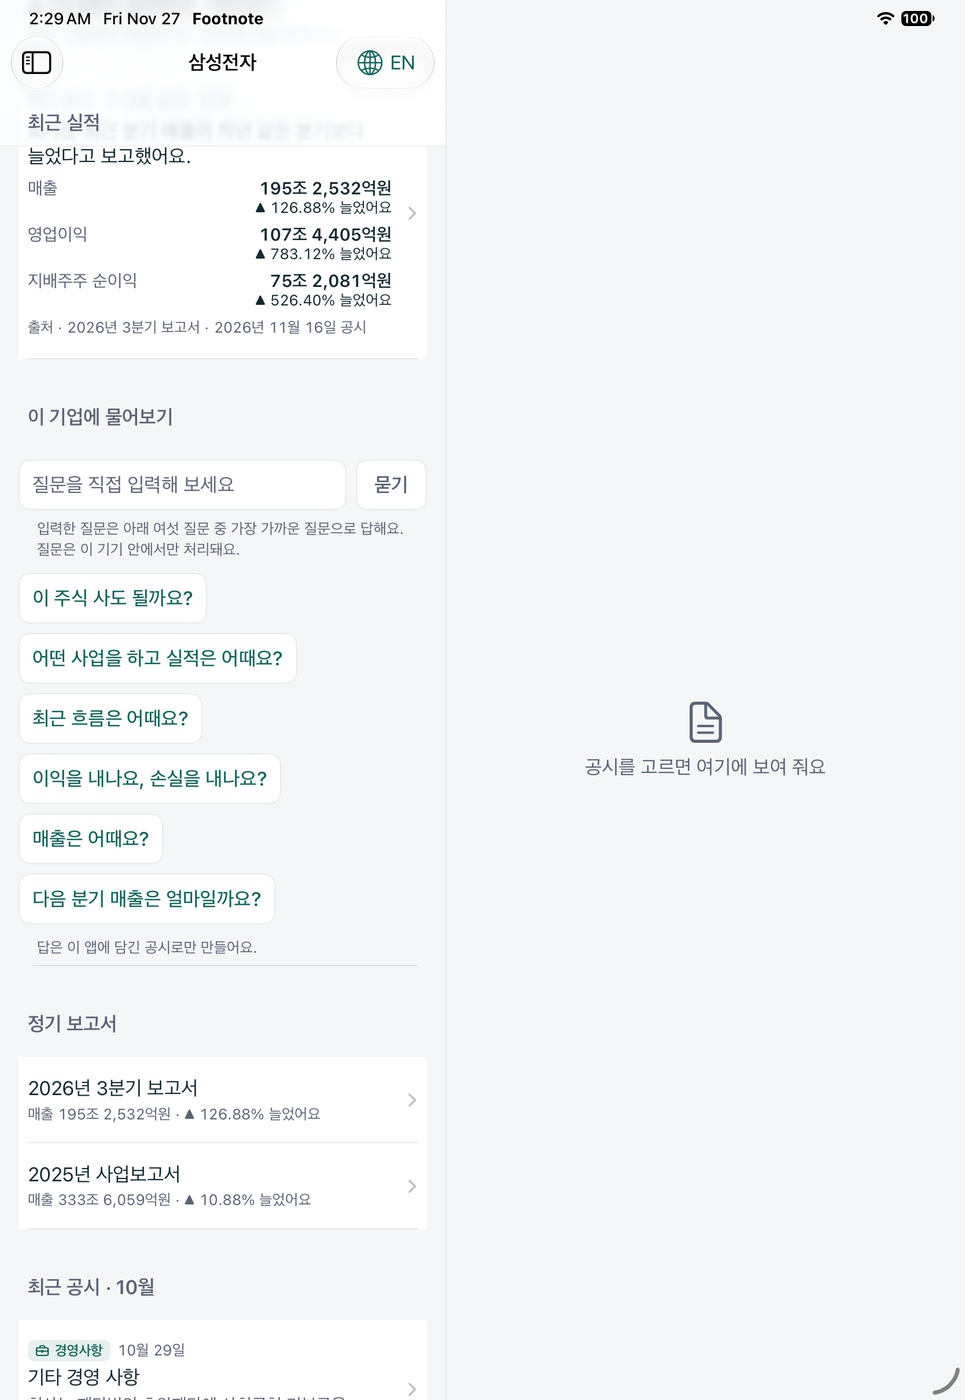 2:29 AM Fri Nov 27 Footnote
100
삼성전자
EN
최근 실적
최근 분기 매출이 작년 같은 분기보다
늘었다고 보고했어요.
매출
195조 2,532억원
▲ 126.88% 늘었어요
영업이익
107조 4,405억원
▲ 783.12% 늘었어요
지배주주 순이익
75조 2,081억원
▲ 526.40% 늘었어요
출처 · 2026년 3분기 보고서 · 2026년 11월 16일 공시
이 기업에 물어보기
질문을 직접 입력해 보세요
묻기
입력한 질문은 아래 여섯 질문 중 가장 가까운 질문으로 답해요.
질문은 이 기기 안에서만 처리돼요.
이 주식 사도 될까요?
어떤 사업을 하고 실적은 어때요?
최근 흐름은 어때요?
이익을 내나요, 손실을 내나요?
매출은 어때요?
다음 분기 매출은 얼마일까요?
답은 이 앱에 담긴 공시로만 만들어요.
정기 보고서
2026년 3분기 보고서
매출 195조 2,532억원 · ▲ 126.88% 늘었어요
2025년 사업보고서
매출 333조 6,059억원 · ▲ 10.88% 늘었어요
최근 공시 · 10월
경영사항 10월 29일
기타 경영 사항
공시를 고르면 여기에 보여 줘요